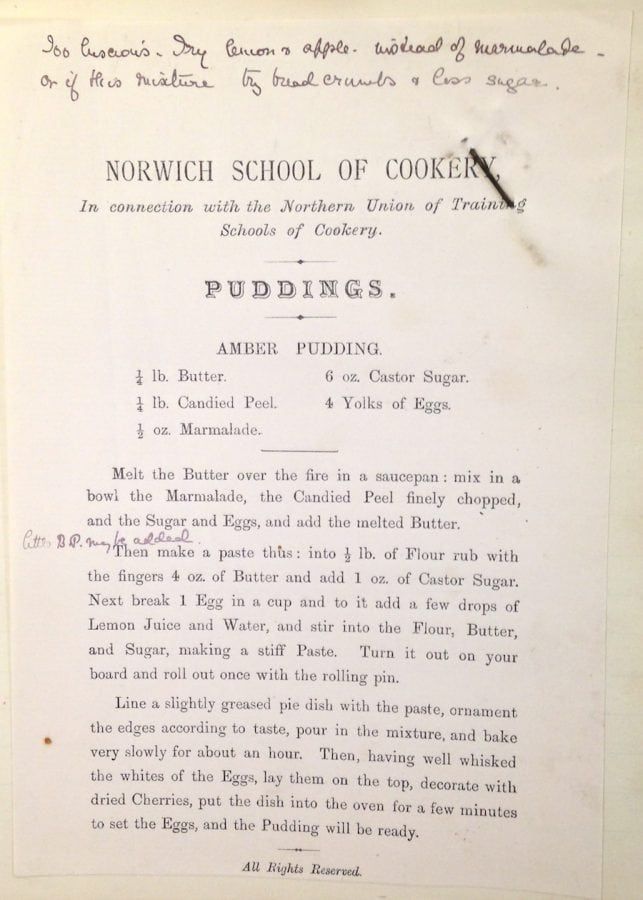 Too luscious. Try lemon & apple. instead of marmalade -
or if this mixture try bread crumbs & less sugar.
NORWICH SCHOOL OF COOKERY,
In connection with the Northern Union of Training
Schools of Cookery.
PUDDINGS.
AMBER PUDDING.
¼ lb. Butter. 6 oz. Castor Sugar.
¼ lb. Candied Peel. 4 Yolks of Eggs.
½ oz. Marmalade.
Melt the Butter over the fire in a saucepan : mix in a
bowl the Marmalade, the Candied Peel finely chopped,
and the Sugar and Eggs, and add the melted Butter.
little B.P. may be added.
Then make a paste thus : into ½ lb. of Flour rub with
the fingers 4 oz. of Butter and add 1 oz. of Castor Sugar.
Next break 1 Egg in a cup and to it add a few drops of
Lemon Juice and Water, and stir into the Flour, Butter,
and Sugar, making a stiff Paste. Turn it out on your
board and roll out once with the rolling pin.
Line a slightly greased pie dish with the paste, ornament
the edges according to taste, pour in the mixture, and bake
very slowly for about an hour. Then, having well whisked
the whites of the Eggs, lay them on the top, decorate with
dried Cherries, put the dish into the oven for a few minutes
to set the Eggs, and the Pudding will be ready.
All Rights Reserved.